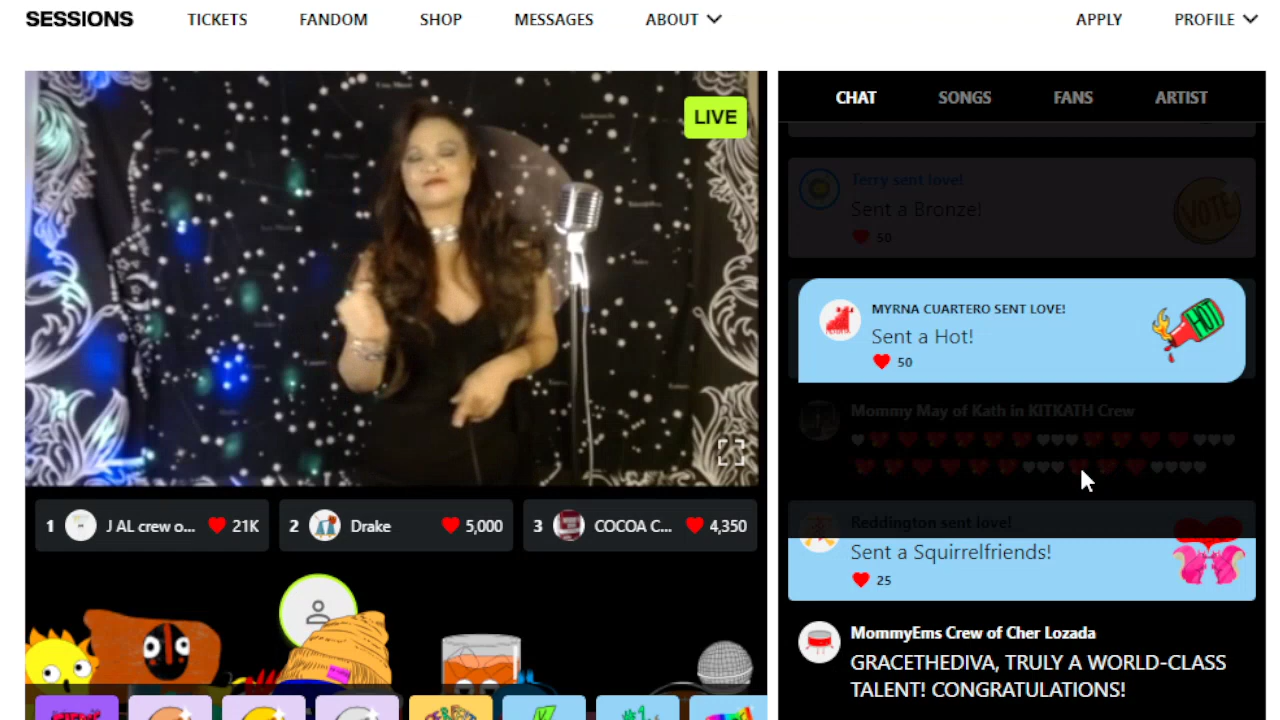 SESSIONS TICKETS FANDOM SHOP MESSAGES ABOUT APPLY PROFILE
LIVE
1 J AL crew o... 21K 2 Drake 5,000 3 COCOA C... 4,350
CHAT SONGS FANS ARTIST
Terry sent love!
Sent a Bronze!
VOTE
50
MYRNA CUARTERO SENT LOVE!
Sent a Hot!
HOT
50
Mommy May of Kath in KITKATH Crew
Reddington sent love!
Sent a Squirrelfriends!
25
MommyEms Crew of Cher Lozada
GRACETHEDIVA, TRULY A WORLD-CLASS
TALENT! CONGRATULATIONS!